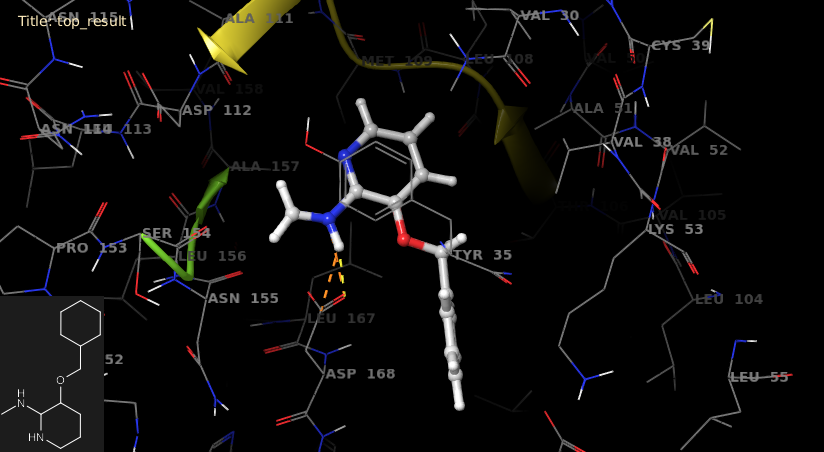 Title: top_result
ASN 115
ALA 111
VAL 30
CYS 39
MET 109
LEU 108
VAL 158
ASP 112
ALA 51
ASN 114
113
VAL 38
VAL 52
ALA 157
VAL 105
SER 154
LYS 53
PRO 153
LEU 156
TYR 35
ASN 155
LEU 104
LEU 167
52
ASP 168
LEU 55
O
H
N
HN